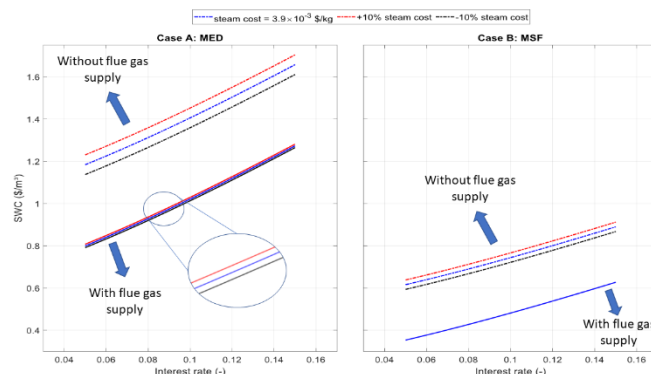 steam cost = 3.9×10⁻³ $/kg +10% steam cost -10% steam cost
Case A: MED
Without flue gas
supply
With flue gas
supply
SWC ($/m³)
1.6
1.4
1.2
1
0.8
0.6
0.4
0.04 0.06 0.08 0.1 0.12 0.14 0.16
Interest rate (-)
Case B: MSF
Without flue gas
supply
With flue gas
supply
0.04 0.06 0.08 0.1 0.12 0.14 0.16
Interest rate (-)